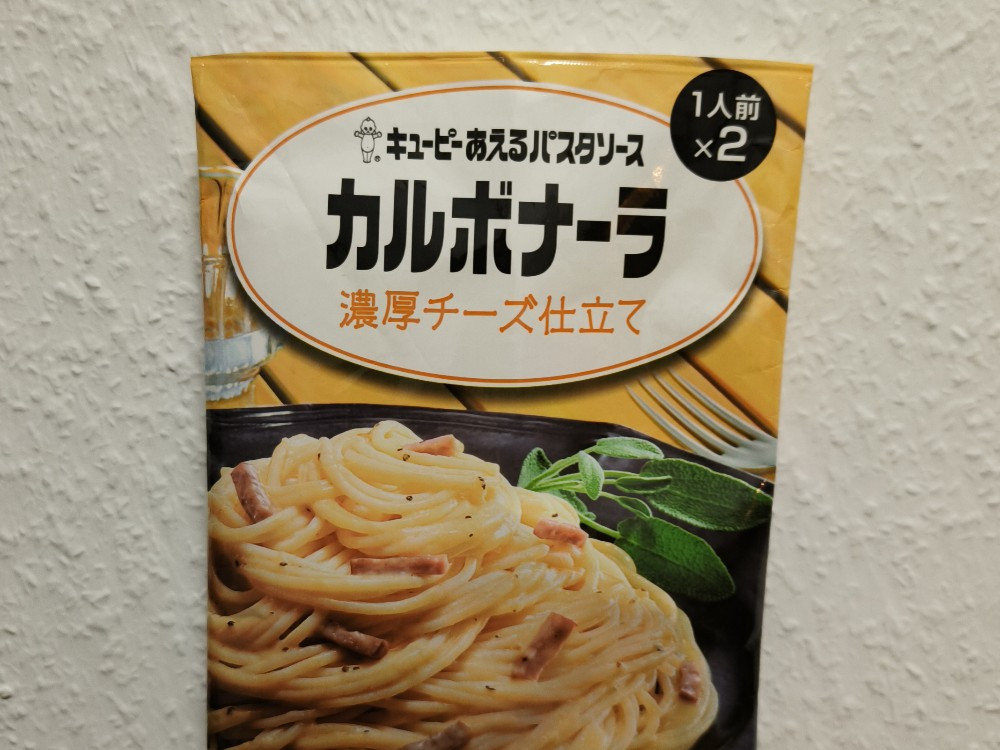 1人前
×2
キユーピーあえるパスタソース
カルボナーラ
濃厚チーズ仕立て